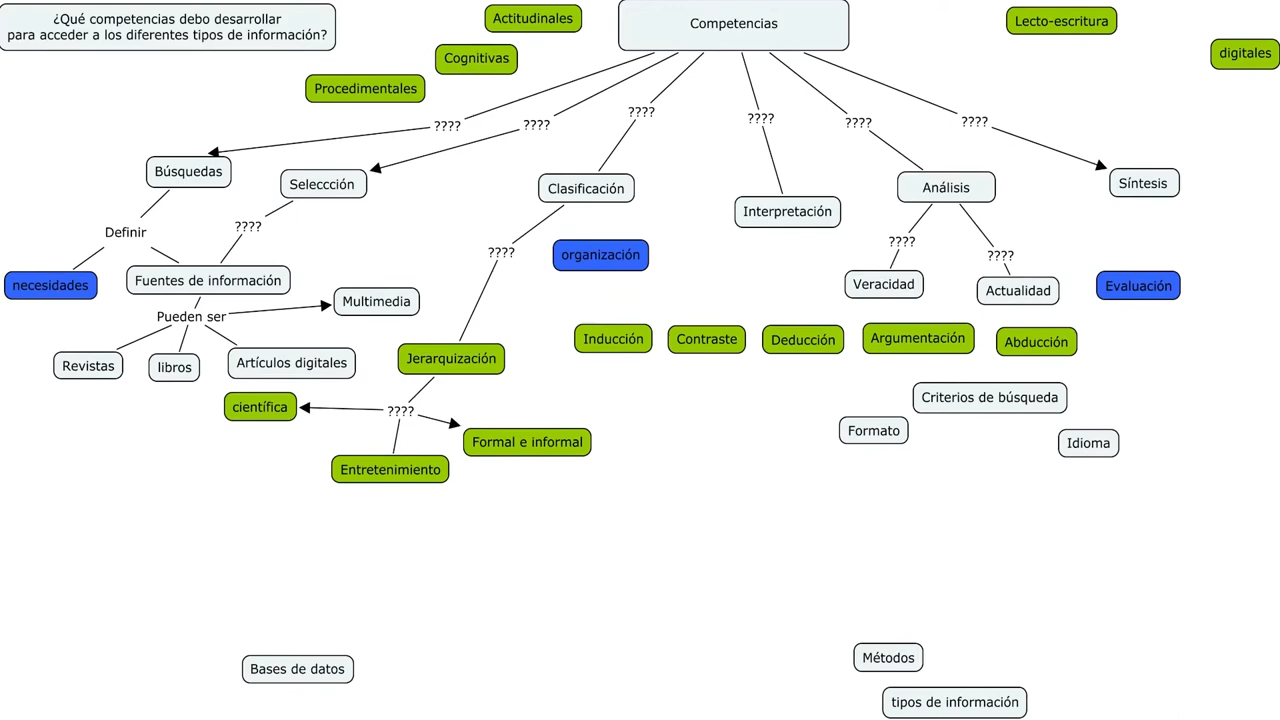 ¿Qué competencias debo desarrollar
para acceder a los diferentes tipos de información?
Actitudinales
Competencias
Lecto-escritura
Cognitivas
digitales
Procedimentales
????
????
????
????
????
????
Búsquedas
Seleccción
Clasificación
Interpretación
Análisis
Síntesis
Definir
????
????
organización
????
????
necesidades
Fuentes de información
Veracidad
Actualidad
Evaluación
Multimedia
Pueden ser
Revistas
libros
Artículos digitales
Jerarquización
Inducción
Contraste
Deducción
Argumentación
Abducción
científica
????
Formal e informal
Entretenimiento
Criterios de búsqueda
Formato
Idioma
Bases de datos
Métodos
tipos de información